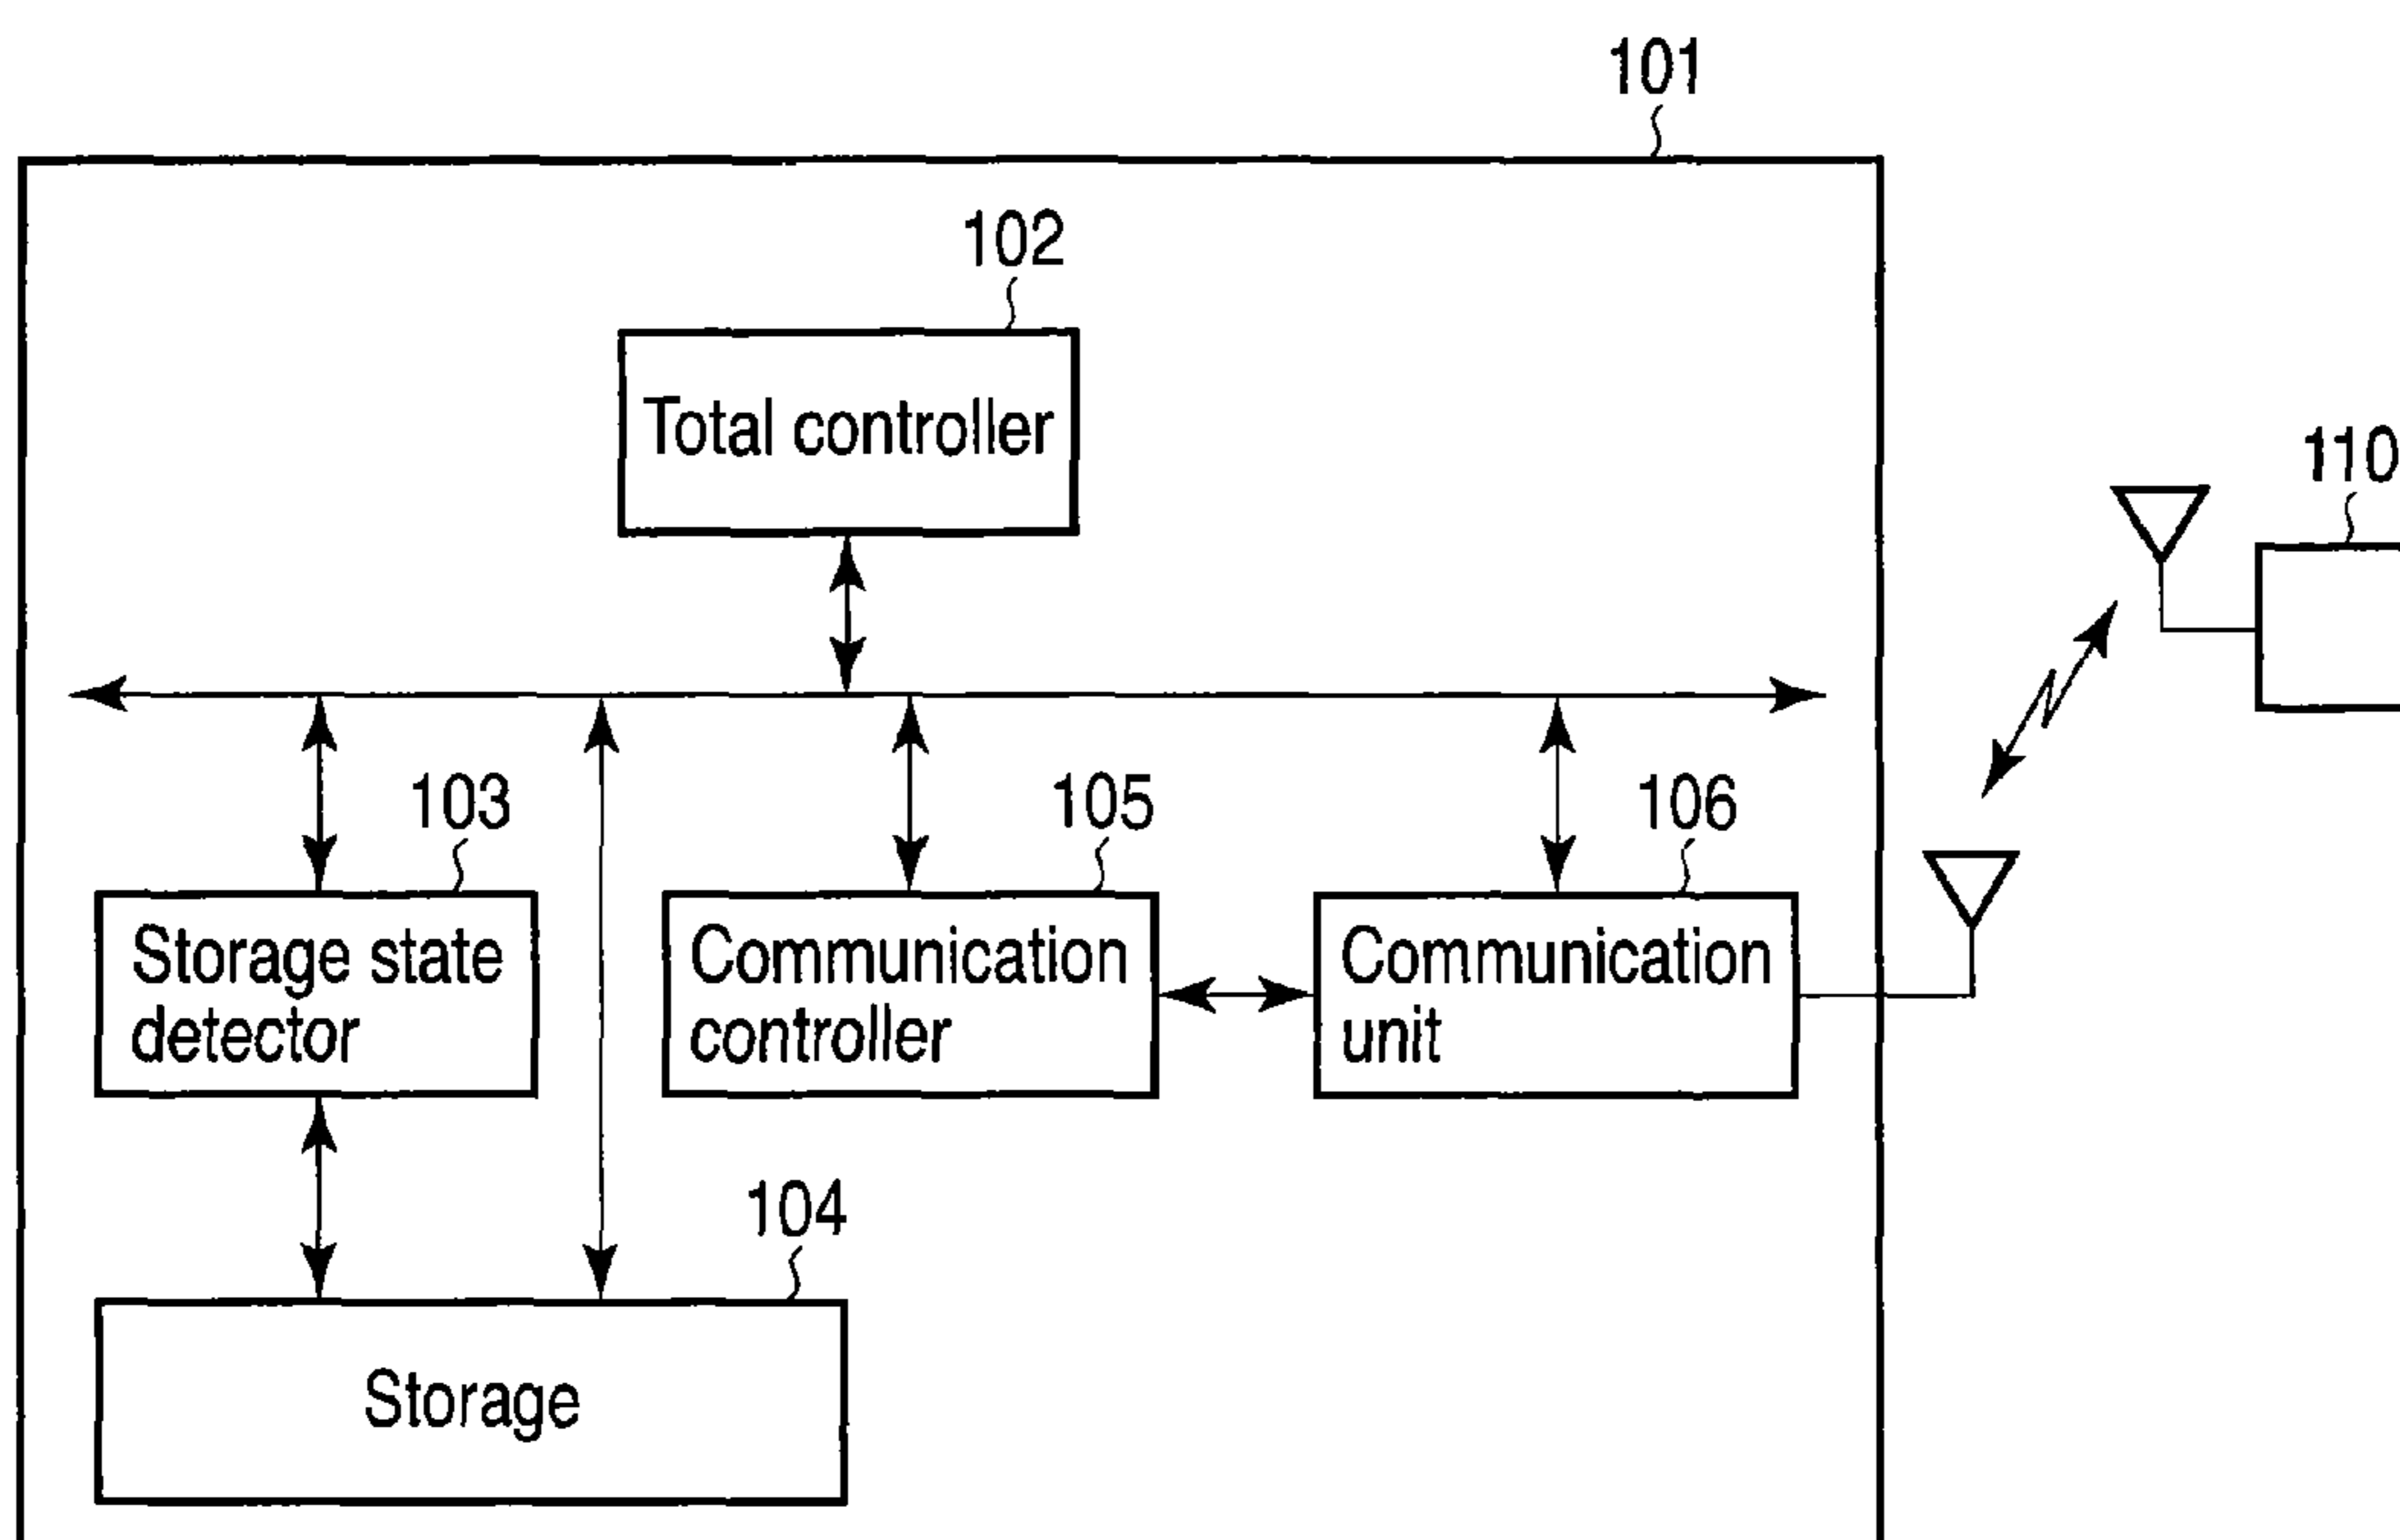 101
102
Total controller
110
103
105
106
Storage state
detector
Communication
controller
Communication
unit
104
Storage